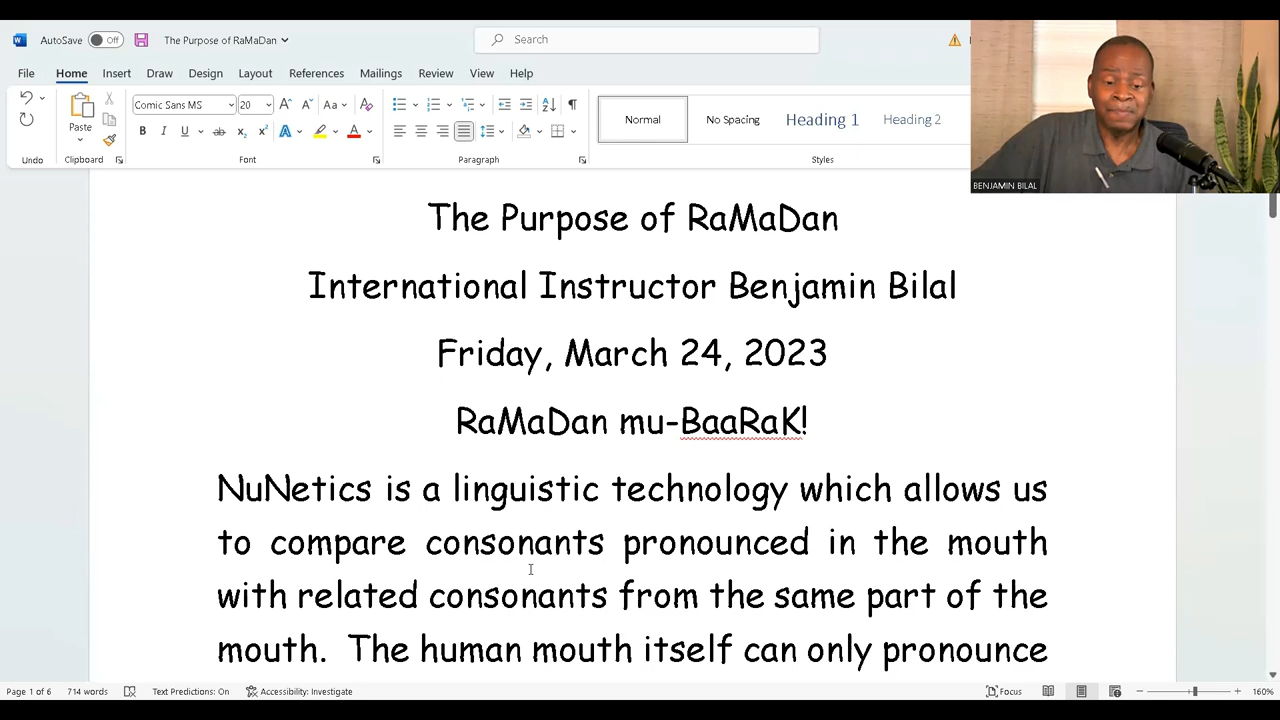 AutoSave Off The Purpose of RaMaDan Search
File Home Insert Draw Design Layout References Mailings Review View Help
Comic Sans MS 20 Aa
Paste
Normal No Spacing Heading 1 Heading 2
Undo Clipboard Font Paragraph Styles
BENJAMIN BILAL
The Purpose of RaMaDan
International Instructor Benjamin Bilal
Friday, March 24, 2023
RaMaDan mu-BaaRaK!
NuNetics is a linguistic technology which allows us
to compare consonants pronounced in the mouth
with related consonants from the same part of the
mouth. The human mouth itself can only pronounce
Page 1 of 6 714 words Text Predictions: On Accessibility: Investigate Focus 160%